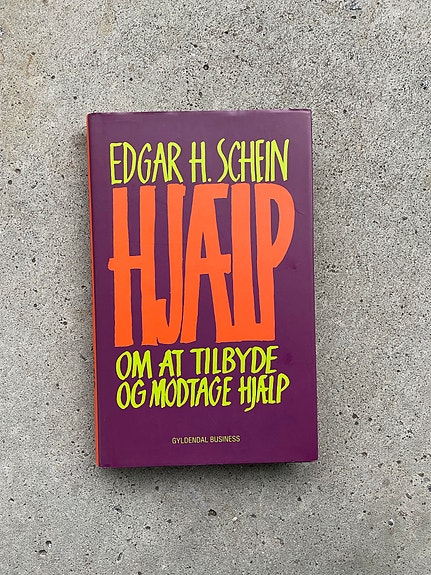 EDGAR H. SCHEIN
HJÆLP
OM AT TILBYDE
OG MODTAGE HJÆLP
GYLDENDAL BUSINESS